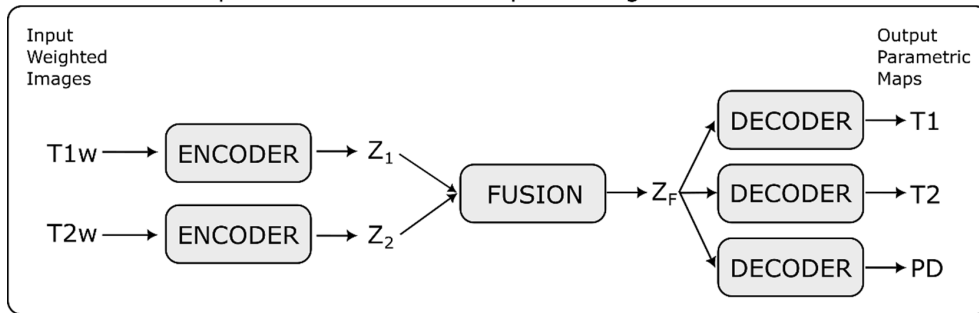 Input
Weighted
Images
Output
Parametric
Maps
T1w
ENCODER
Z1
T2w
ENCODER
Z2
FUSION
ZF
DECODER
T1
DECODER
T2
DECODER
PD